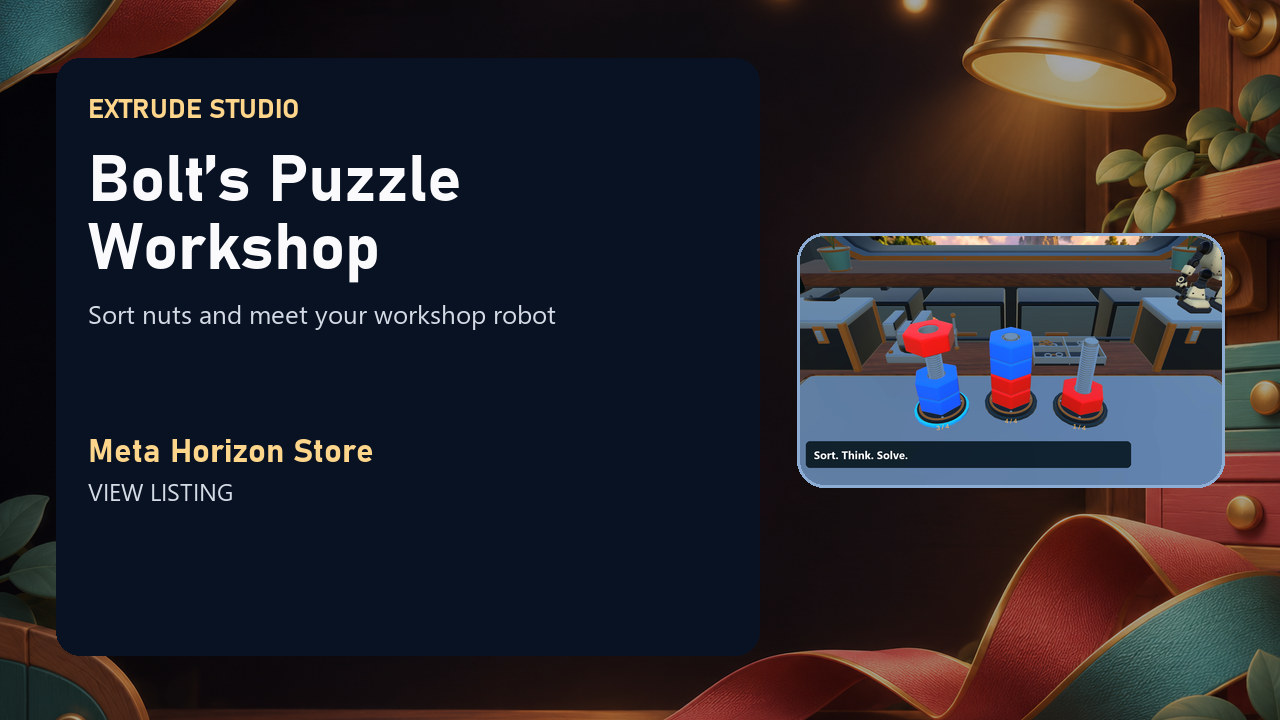 EXTRUDE STUDIO
Bolt’s Puzzle
Workshop
Sort nuts and meet your workshop robot
Meta Horizon Store
VIEW LISTING
Sort. Think. Solve.